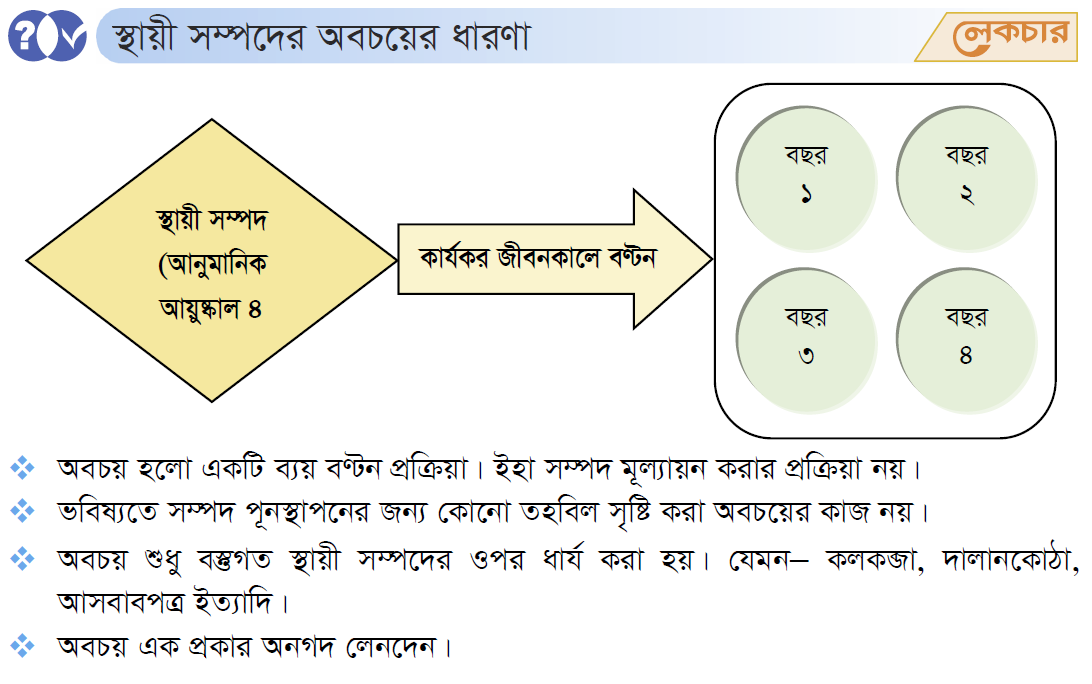 স্থায়ী সম্পদের অবচয়ের ধারণা
লেকচার
স্থায়ী সম্পদ
(আনুমানিক
আয়ুষ্কাল ৪
কার্যকর জীবনকালে বণ্টন
বছর
১
বছর
২
বছর
৩
বছর
৪
অবচয় হলো একটি ব্যয় বণ্টন প্রক্রিয়া। ইহা সম্পদ মূল্যায়ন করার প্রক্রিয়া নয়।
ভবিষ্যতে সম্পদ পূনস্থাপনের জন্য কোনো তহবিল সৃষ্টি করা অবচয়ের কাজ নয়।
অবচয় শুধু বস্তুগত স্থায়ী সম্পদের ওপর ধার্য করা হয়। যেমন– কলকব্জা, দালানকোঠা,
আসবাবপত্র ইত্যাদি।
অবচয় এক প্রকার অনগদ লেনদেন।